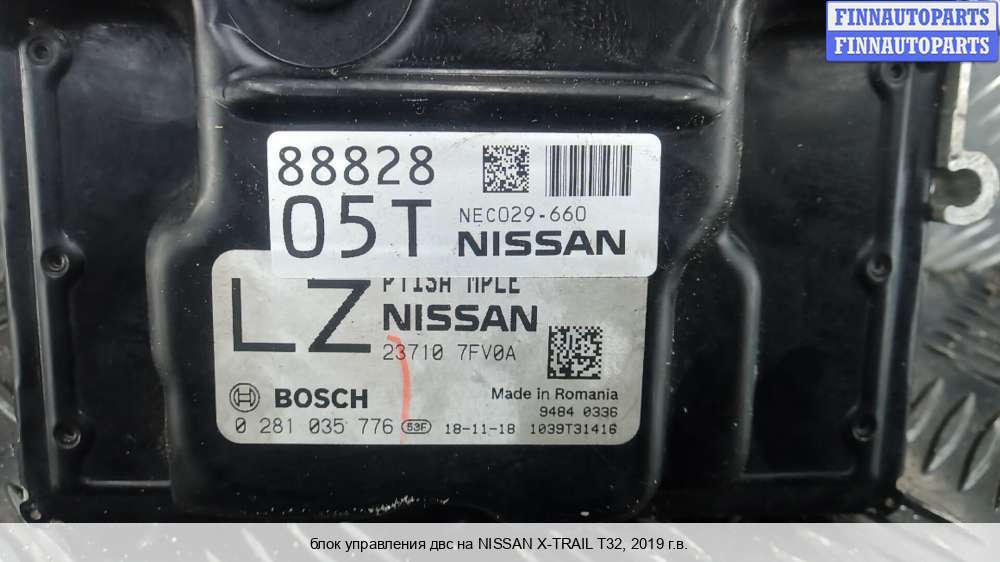 FINNAUTOPARTS
FINNAUTOPARTS
88828
05T
NEC029-660
NISSAN
LZ
NISSAN
23710 7FV0A
BOSCH
Made in Romania
9484 0336
0 281 035 776 53F 18-11-18 1039T31416
блок управления двс на NISSAN X-TRAIL T32, 2019 г.в.